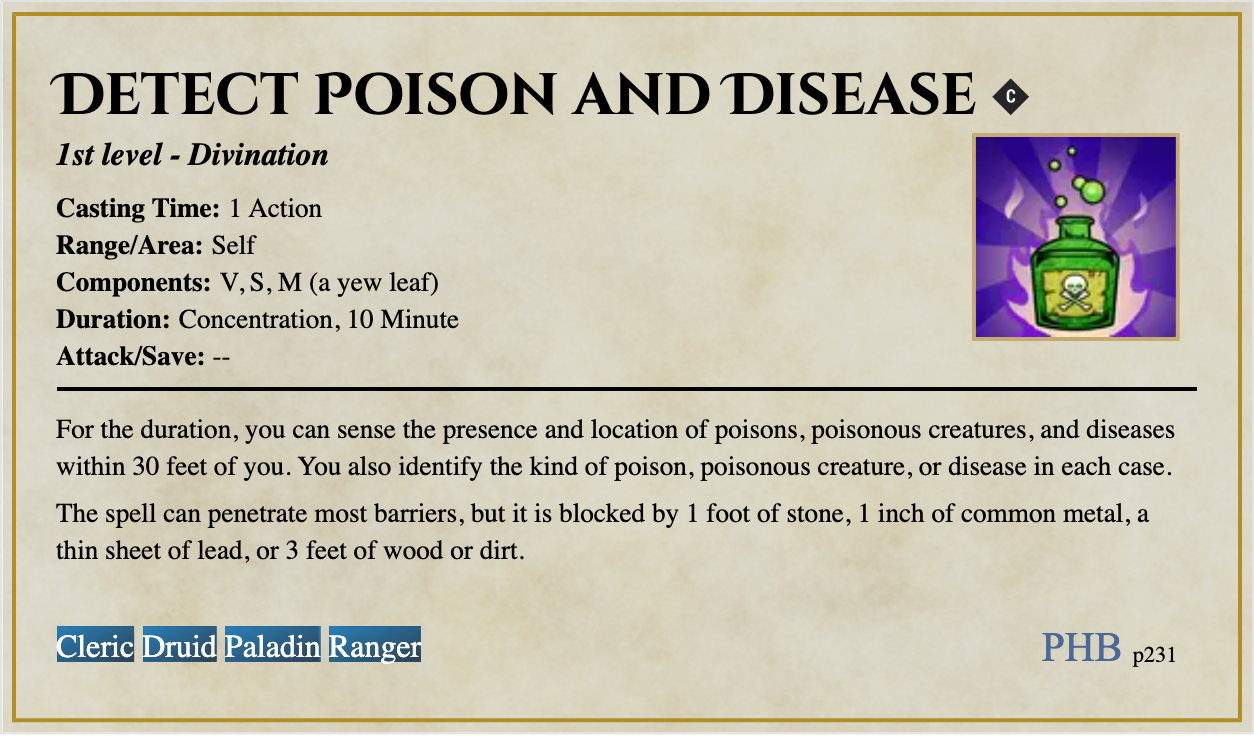 Detect Poison and Disease C
1st level - Divination
Casting Time: 1 Action
Range/Area: Self
Components: V, S, M (a yew leaf)
Duration: Concentration, 10 Minute
Attack/Save: --
For the duration, you can sense the presence and location of poisons, poisonous creatures, and diseases
within 30 feet of you. You also identify the kind of poison, poisonous creature, or disease in each case.
The spell can penetrate most barriers, but it is blocked by 1 foot of stone, 1 inch of common metal, a
thin sheet of lead, or 3 feet of wood or dirt.
Cleric Druid Paladin Ranger
PHB p231